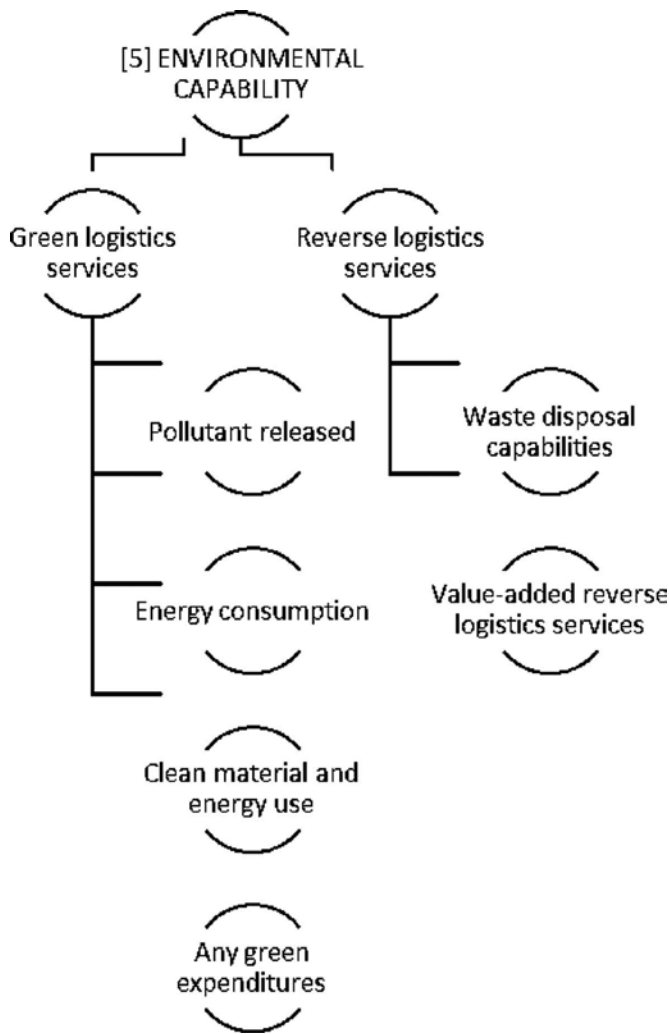 [5] ENVIRONMENTAL
CAPABILITY
Green logistics
services
Reverse logistics
services
Pollutant released
Waste disposal
capabilities
Energy consumption
Value-added reverse
logistics services
Clean material and
energy use
Any green
expenditures